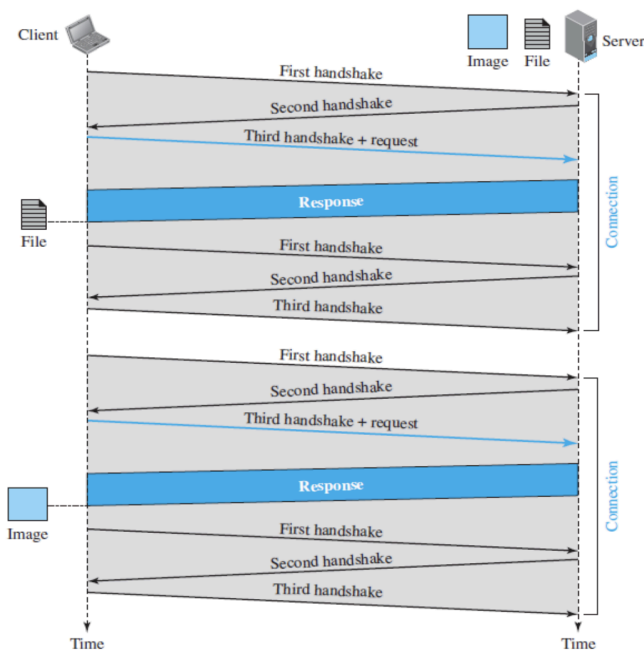 Client
Image
File
Server
First handshake
Second handshake
Third handshake + request
Response
File
First handshake
Second handshake
Third handshake
Connection
First handshake
Second handshake
Third handshake + request
Response
Image
First handshake
Second handshake
Third handshake
Connection
Time
Time